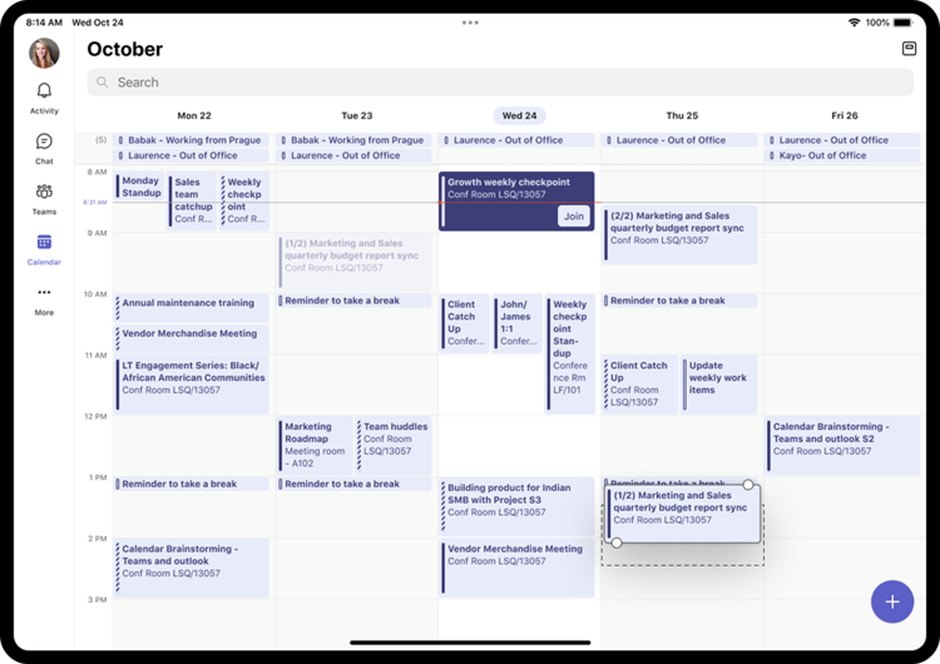 8:14 AM Wed Oct 24
100%
October
Search
Activity
Chat
Teams
Calendar
More
Mon 22
Tue 23
Wed 24
Thu 25
Fri 26
(5)
Babak - Working from Prague
Laurence - Out of Office
Babak - Working from Prague
Laurence - Out of Office
Laurence - Out of Office
Laurence - Out of Office
Laurence - Out of Office
Kayo- Out of Office
8 AM
8:31 AM
9 AM
10 AM
11 AM
12 PM
1 PM
2 PM
3 PM
Monday
Standup
Sales
team
catchup
Conf R...
Weekly
checkp
oint
Conf R...
Annual maintenance training
Vendor Merchandise Meeting
LT Engagement Series: Black/
African American Communities
Conf Room LSQ/13057
Reminder to take a break
Calendar Brainstorming -
Teams and outlook
Conf Room LSQ/13057
(1/2) Marketing and Sales
quarterly budget report sync
Conf Room LSQ/13057
Reminder to take a break
Marketing
Roadmap
Meeting room
- A102
Team huddles
Conf Room
LSQ/13057
Reminder to take a break
Growth weekly checkpoint
Conf Room LSQ/13057
Join
Client
Catch
Up
Confer...
John/
James
1:1
Confer...
Weekly
checkp
oint
Stan-
dup
Confere
nce Rm
LF/101
Building product for Indian
SMB with Project S3
Conf Room LSQ/13057
Vendor Merchandise Meeting
Conf Room LSQ/13057
(2/2) Marketing and Sales
quarterly budget report sync
Conf Room LSQ/13057
Reminder to take a break
Client Catch
Up
Conf Room
LSQ/13057
Update
weekly work
items
Reminder to take a break
(1/2) Marketing and Sales
quarterly budget report sync
Conf Room LSQ/13057
Calendar Brainstorming -
Teams and outlook S2
Conf Room LSQ/13057